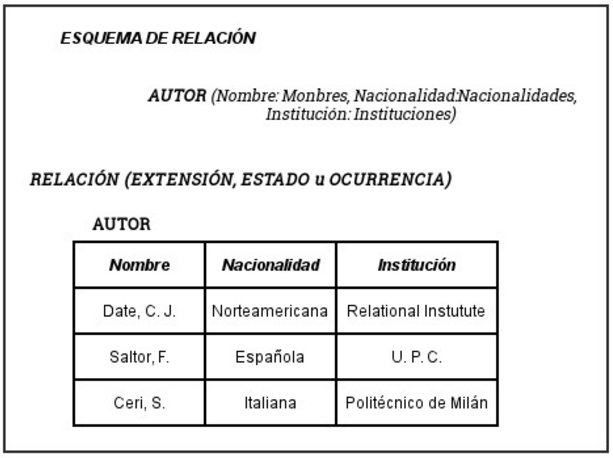 ESQUEMA DE RELACIÓN
AUTOR (Nombre: Monbres, Nacionalidad:Nacionalidades,
Institución: Instituciones)
RELACIÓN (EXTENSIÓN, ESTADO u OCURRENCIA)
AUTOR
Nombre Nacionalidad Institución
Date, C. J. Norteamericana Relational Instutute
Saltor, F. Española U. P. C.
Ceri, S. Italiana Politécnico de Milán